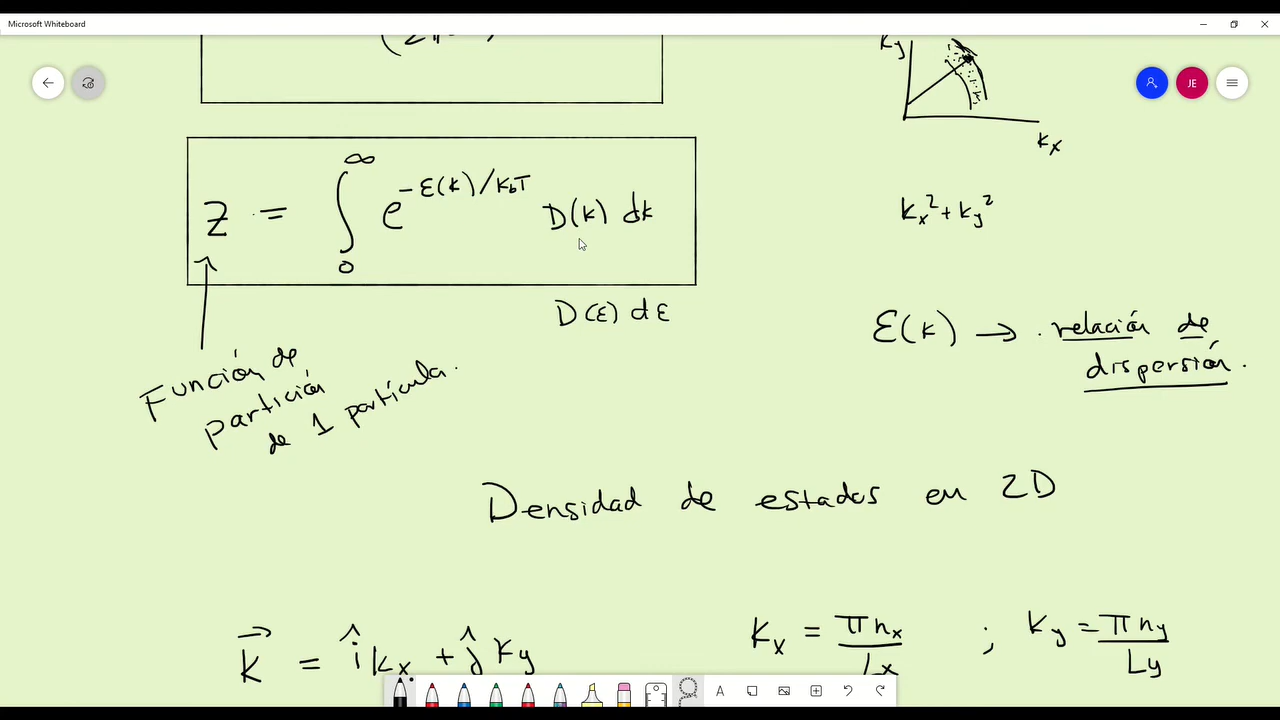 Microsoft Whiteboard
JE
k_y
k_x
z = ∫₀^∞ e^{-ε(k)/k_bT} D(k) dk
k_x² + k_y²
D(ε) dε
ε(k) → relación de
dispersión.
Función de
partición
de 1 partícula.
Densidad de estados en 2D
k⃗ = î k_x + ĵ k_y
k_x = πn_x/L_x ; k_y = πn_y/L_y
A